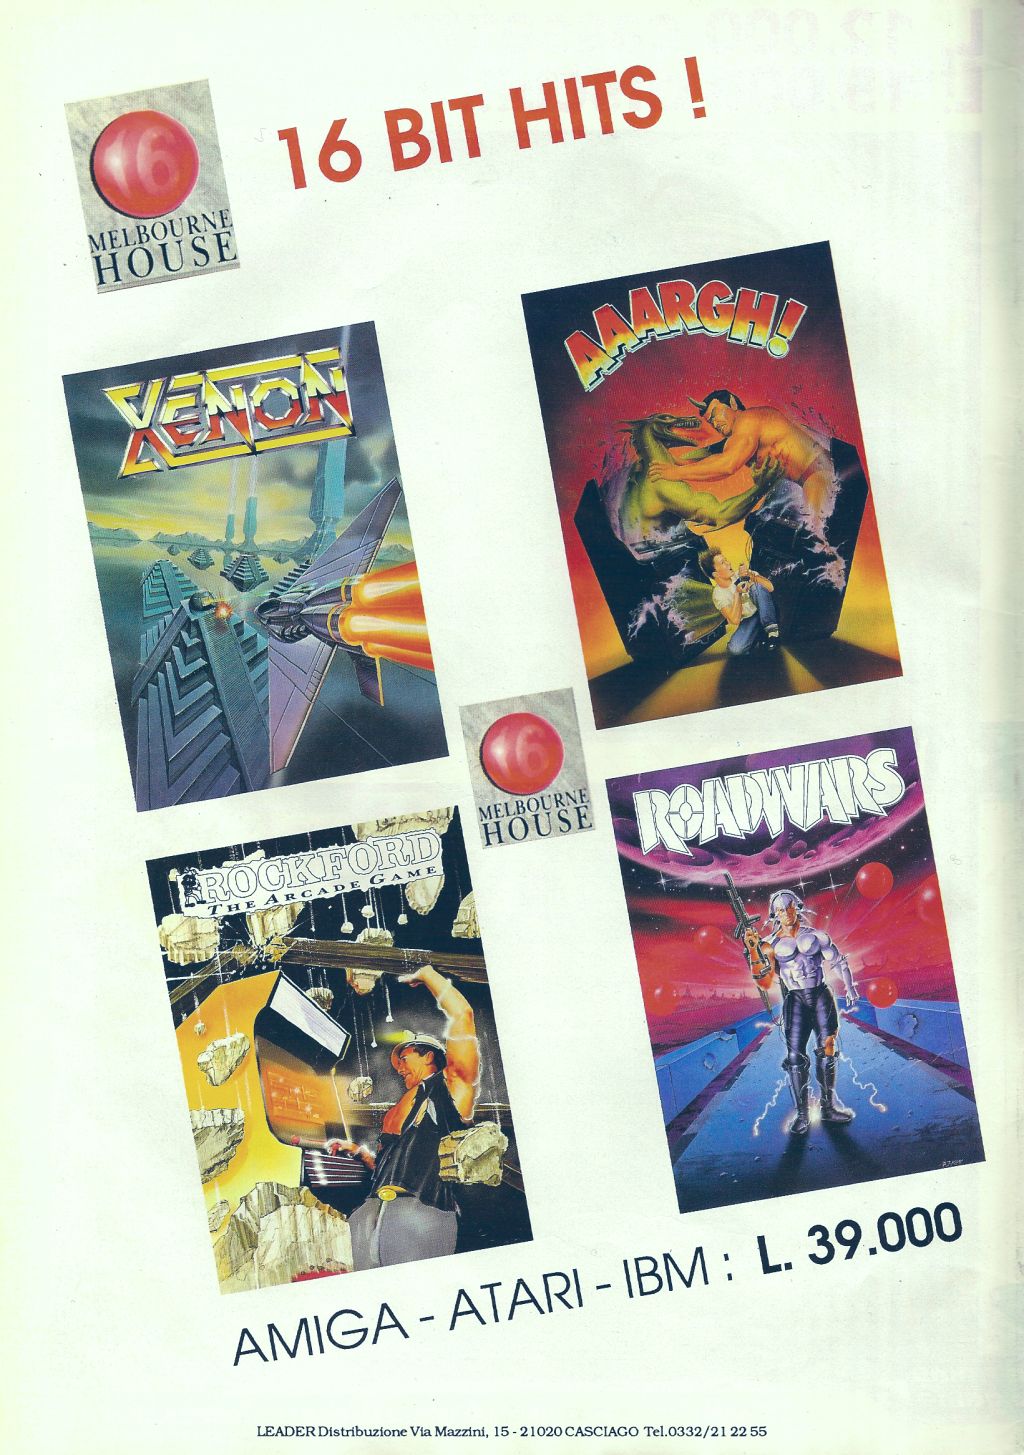 16
MELBOURNE
HOUSE
16 BIT HITS !
XENON
AAARGH!
16
MELBOURNE
HOUSE
ROCKFORD
THE ARCADE GAME
ROADWARS
AMIGA - ATARI - IBM : L. 39.000
LEADER Distribuzione Via Mazzini, 15 - 21020 CASCIAGO Tel. 0332/21 22 55